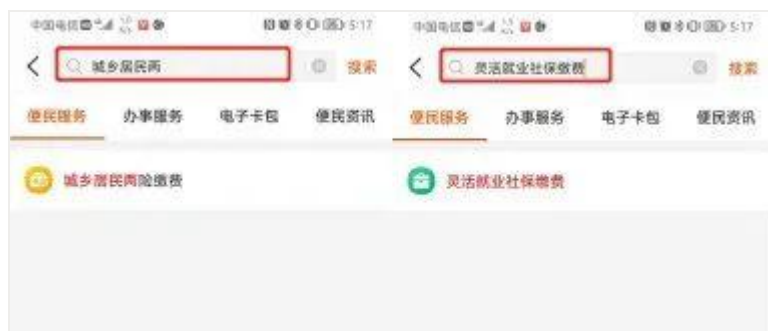 中国电信 5:17
城乡居民两 搜索
便民服务 办事服务 电子卡包 便民资讯
城乡居民两险缴费
中国电信 5:17
灵活就业社保缴费 搜索
便民服务 办事服务 电子卡包 便民资讯
灵活就业社保缴费